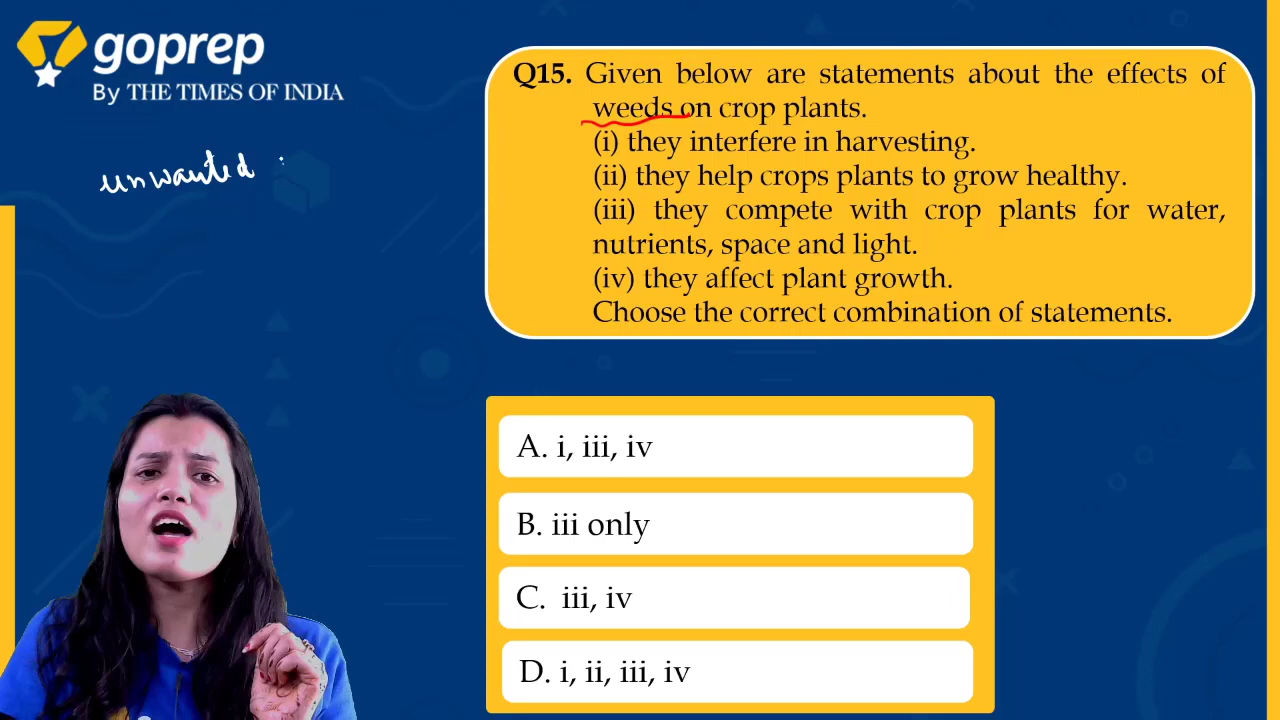 goprep
By THE TIMES OF INDIA
unwanted
Q15. Given below are statements about the effects of
weeds on crop plants.
(i) they interfere in harvesting.
(ii) they help crops plants to grow healthy.
(iii) they compete with crop plants for water,
nutrients, space and light.
(iv) they affect plant growth.
Choose the correct combination of statements.
A. i, iii, iv
B. iii only
C. iii, iv
D. i, ii, iii, iv